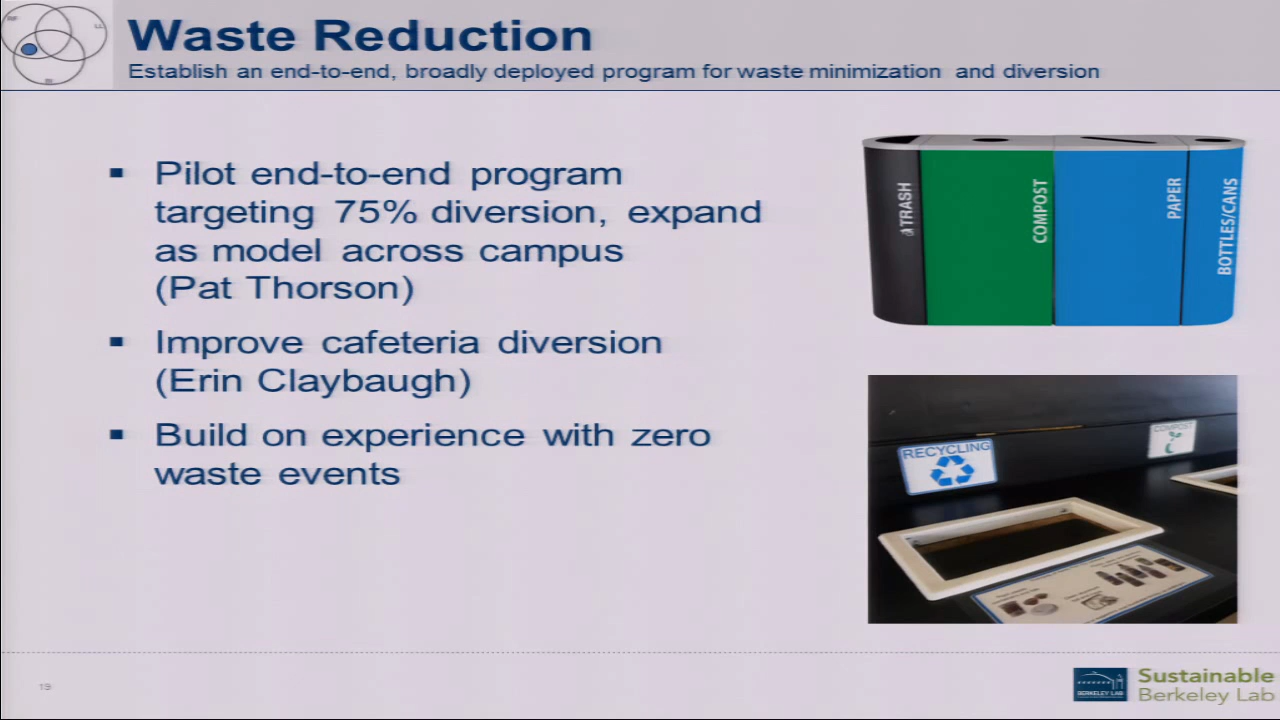 Waste Reduction
Establish an end-to-end, broadly deployed program for waste minimization and diversion
▪ Pilot end-to-end program
targeting 75% diversion, expand
as model across campus
(Pat Thorson)
▪ Improve cafeteria diversion
(Erin Claybaugh)
▪ Build on experience with zero
waste events
TRASH
COMPOST
PAPER
BOTTLES/CANS
RECYCLING
COMPOST
BERKELEY LAB
Sustainable
Berkeley Lab